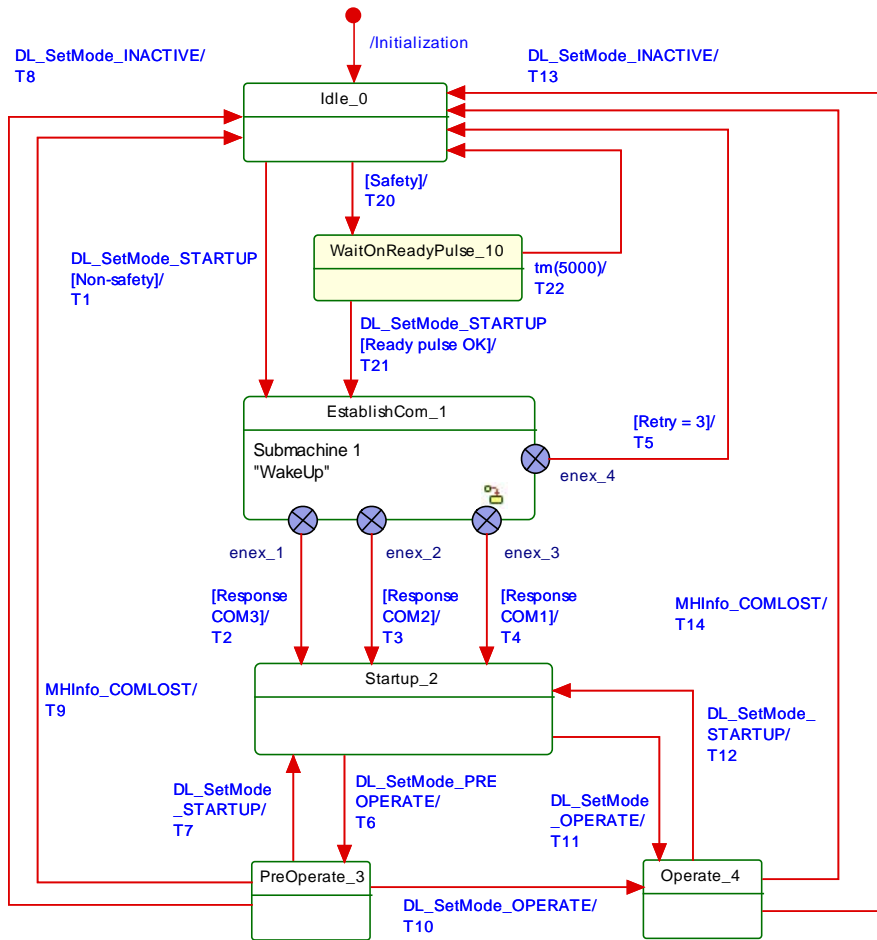 /Initialization
DL_SetMode_INACTIVE/
T8
DL_SetMode_INACTIVE/
T13
Idle_0
[Safety]/
T20
WaitOnReadyPulse_10
DL_SetMode_STARTUP
[Non-safety]/
T1
tm(5000)/
T22
DL_SetMode_STARTUP
[Ready pulse OK]/
T21
EstablishCom_1
Submachine 1
"WakeUp"
[Retry = 3]/
T5
enex_4
enex_1
enex_2
enex_3
[Response
COM3]/
T2
[Response
COM2]/
T3
[Response
COM1]/
T4
MHInfo_COMLOST/
T14
Startup_2
MHInfo_COMLOST/
T9
DL_SetMode_
STARTUP/
T12
DL_SetMode
_STARTUP/
T7
DL_SetMode_PRE
OPERATE/
T6
DL_SetMode
_OPERATE/
T11
PreOperate_3
Operate_4
DL_SetMode_OPERATE/
T10